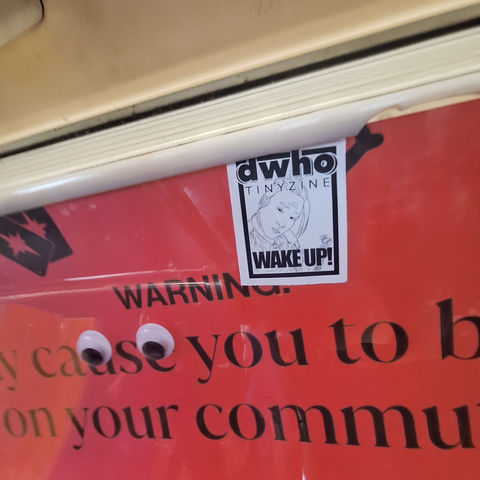 dwho
TINYZINE
WAKE UP!
WARNING:
y cause you to b
on your commu